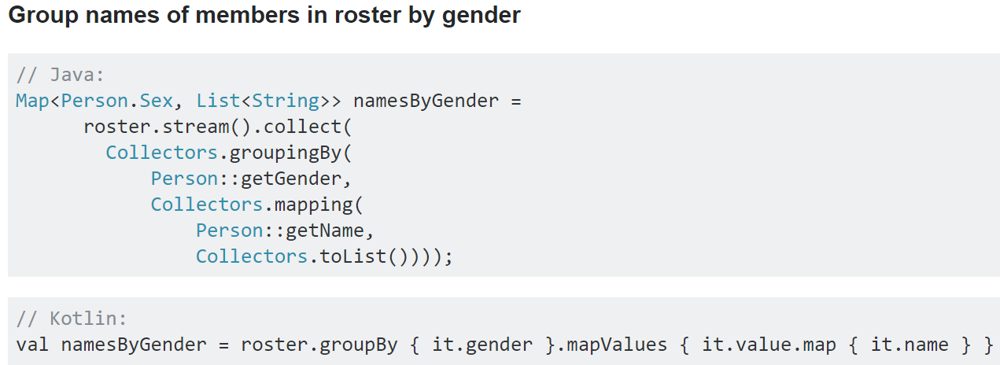 Group names of members in roster by gender
// Java:
Map<Person.Sex, List<String>> namesByGender =
      roster.stream().collect(
        Collectors.groupingBy(
            Person::getGender,
            Collectors.mapping(
                Person::getName,
                Collectors.toList())));
// Kotlin:
val namesByGender = roster.groupBy { it.gender }.mapValues { it.value.map { it.name } }